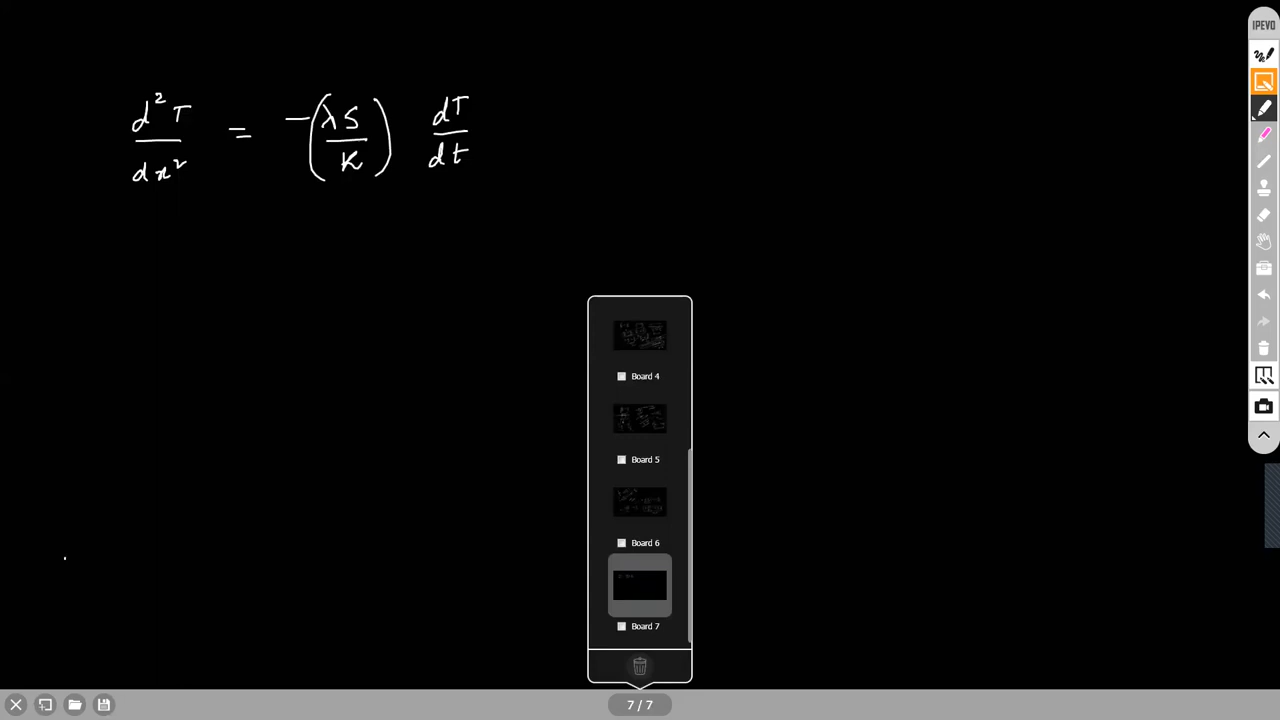 IPEVO
d²T/dx² = -(λS/K) dT/dt
Board 4
Board 5
Board 6
Board 7
7 / 7